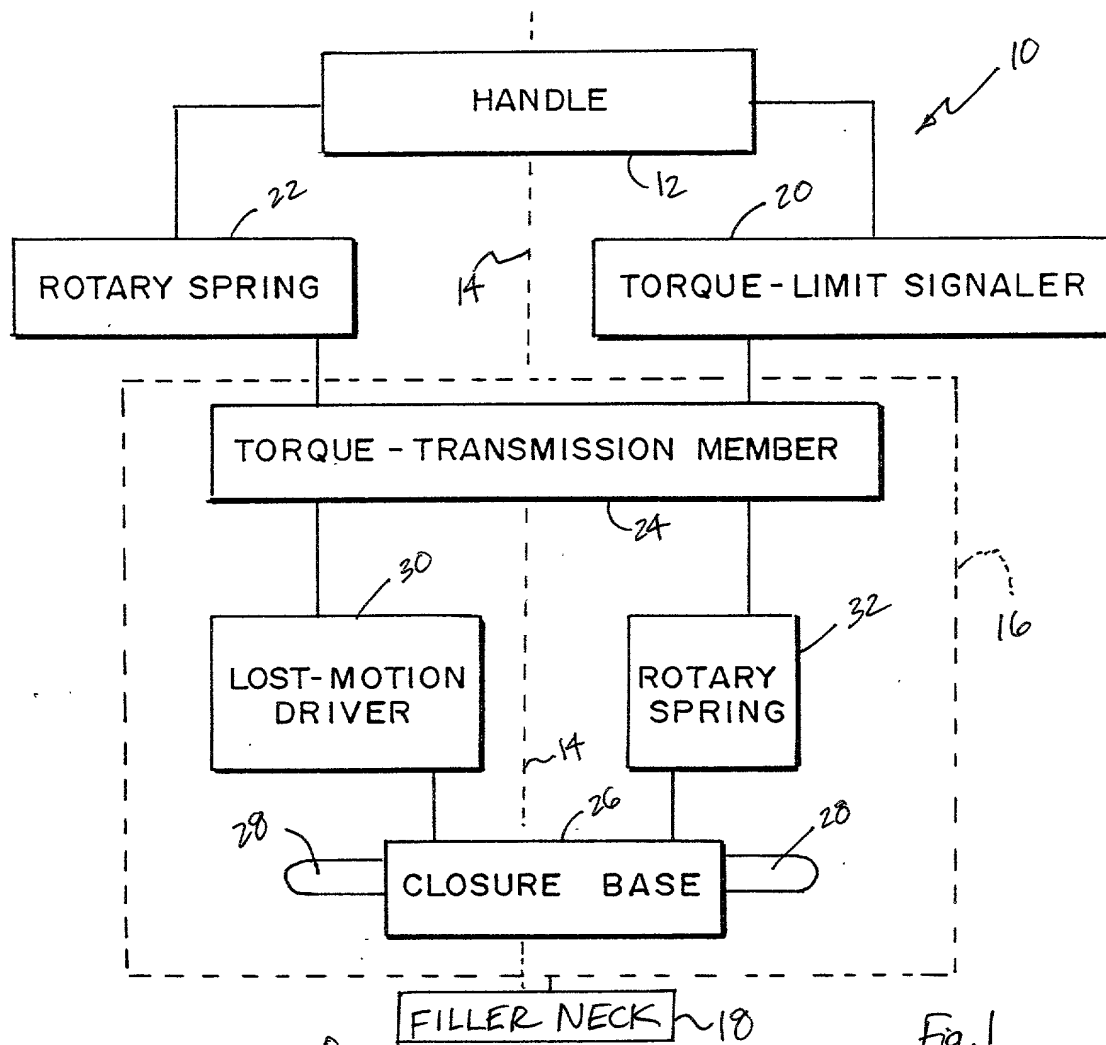 10
HANDLE
12
22
20
14
ROTARY SPRING
TORQUE-LIMIT SIGNALER
TORQUE-TRANSMISSION MEMBER
24
30
32
16
LOST-MOTION
DRIVER
ROTARY
SPRING
14
26
28
28
CLOSURE BASE
FILLER NECK
18
Fig. 1